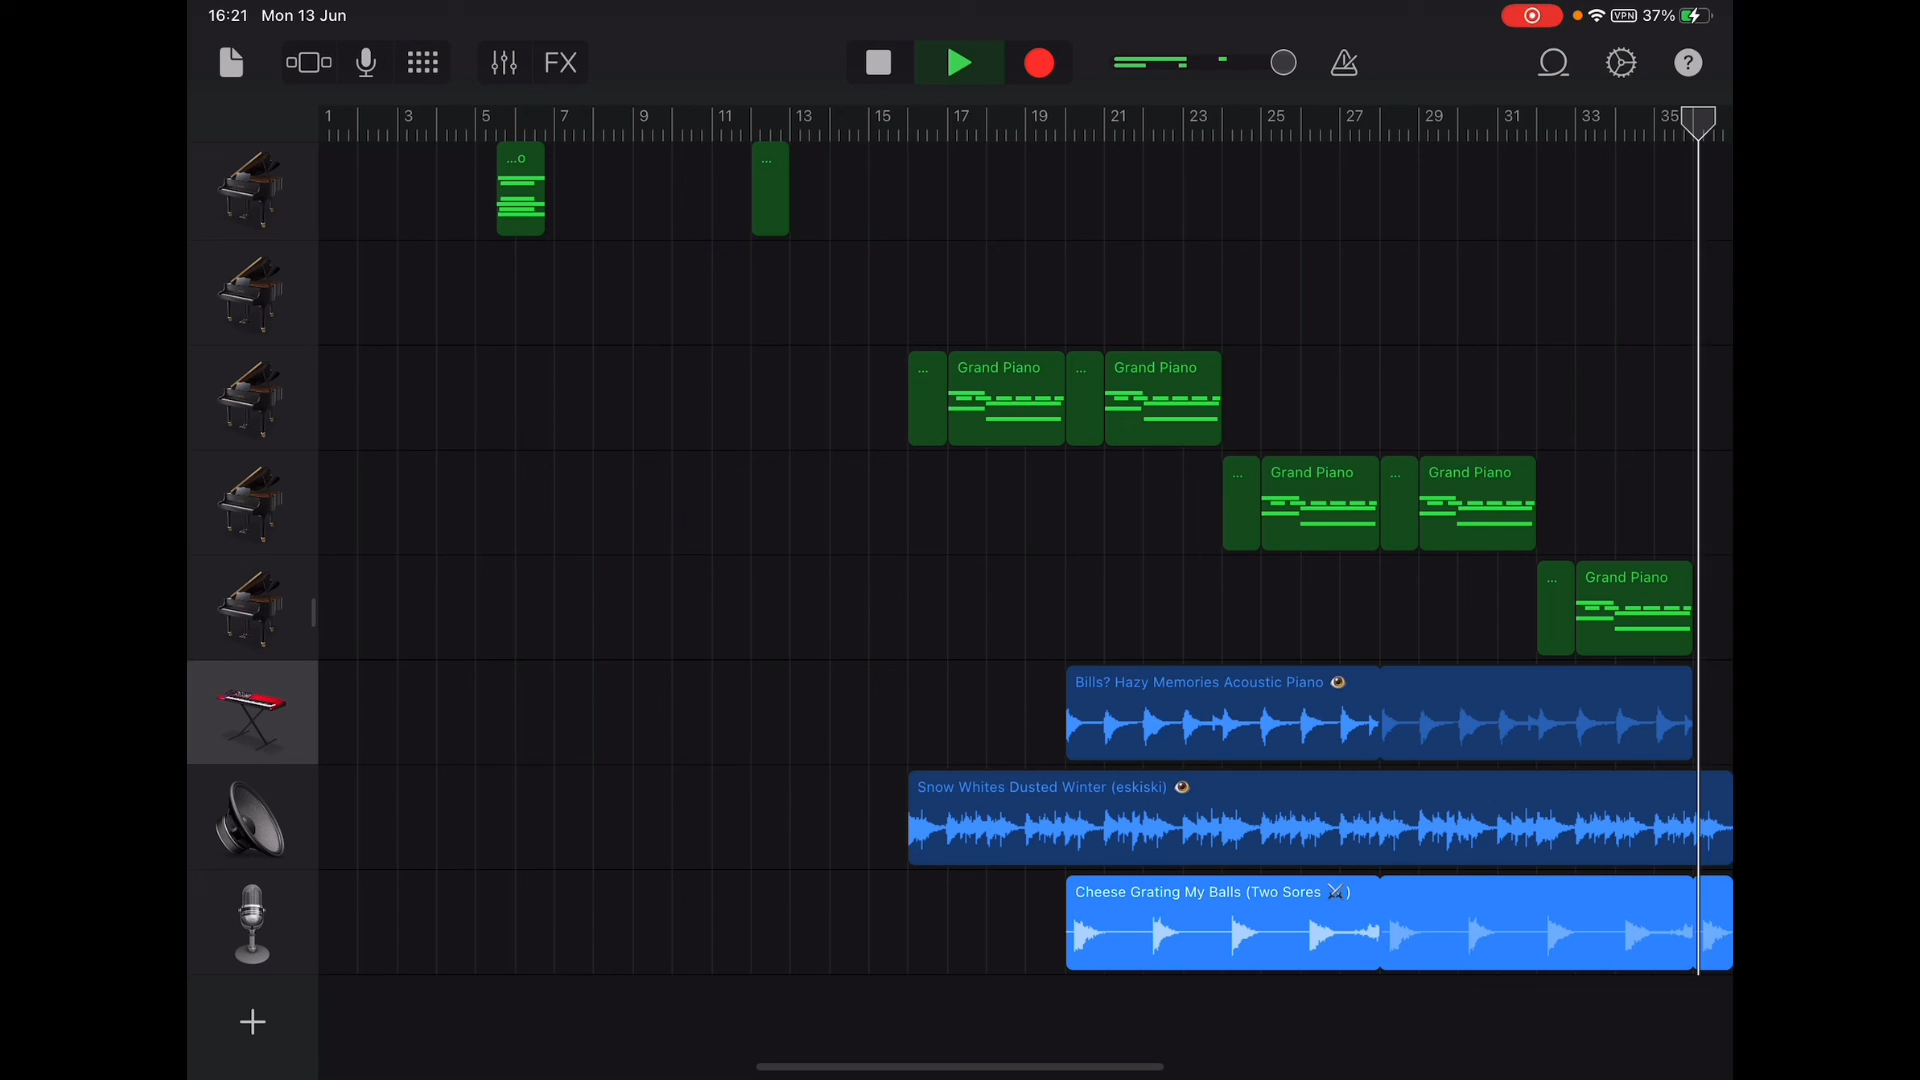 16:21 Mon 13 Jun
VPN 37%
FX ?
1 3 5 7 9 11 13 15 17 19 21 23 25 27 29 31 33 35
...o ...
... Grand Piano ... Grand Piano
... Grand Piano ... Grand Piano
... Grand Piano
Bills? Hazy Memories Acoustic Piano 👁
Snow Whites Dusted Winter (eskiski) 👁
Cheese Grating My Balls (Two Sores ⚔ )